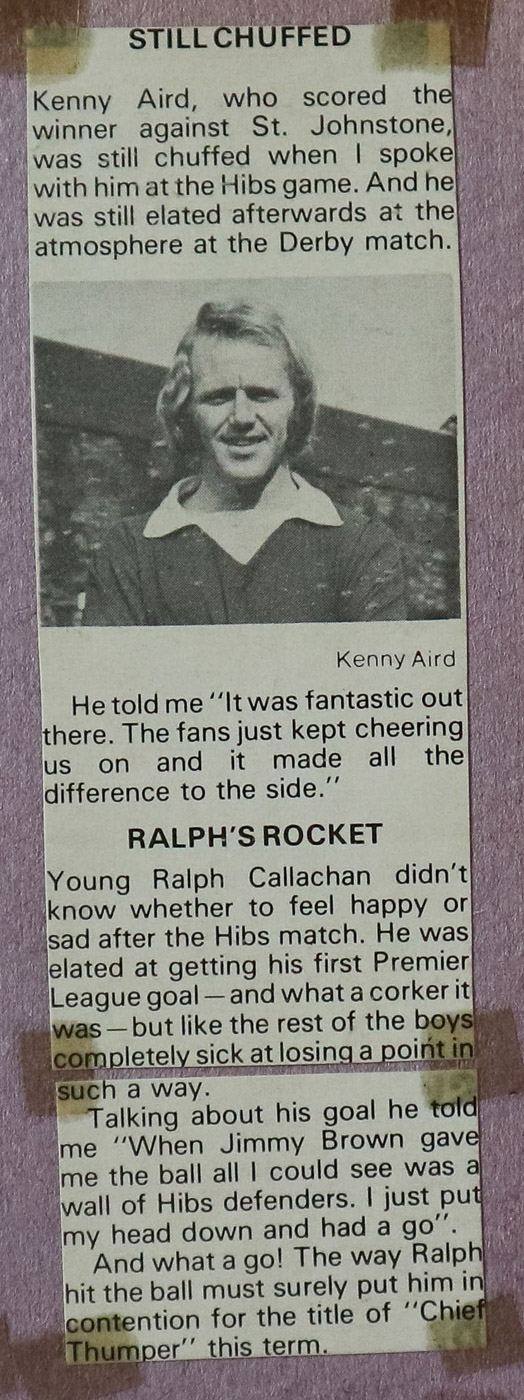 STILL CHUFFED
Kenny Aird, who scored the
winner against St. Johnstone,
was still chuffed when I spoke
with him at the Hibs game. And he
was still elated afterwards at the
atmosphere at the Derby match.
Kenny Aird
He told me ‘‘It was fantastic out
there. The fans just kept cheering
us on and it made all the
difference to the side.’’
RALPH’S ROCKET
Young Ralph Callachan didn’t
know whether to feel happy or
sad after the Hibs match. He was
elated at getting his first Premier
League goal — and what a corker it
was — but like the rest of the boys
completely sick at losing a point in
such a way.
Talking about his goal he told
me ‘‘When Jimmy Brown gave
me the ball all I could see was a
wall of Hibs defenders. I just put
my head down and had a go’’.
And what a go! The way Ralph
hit the ball must surely put him in
contention for the title of ‘‘Chief
Thumper’’ this term.